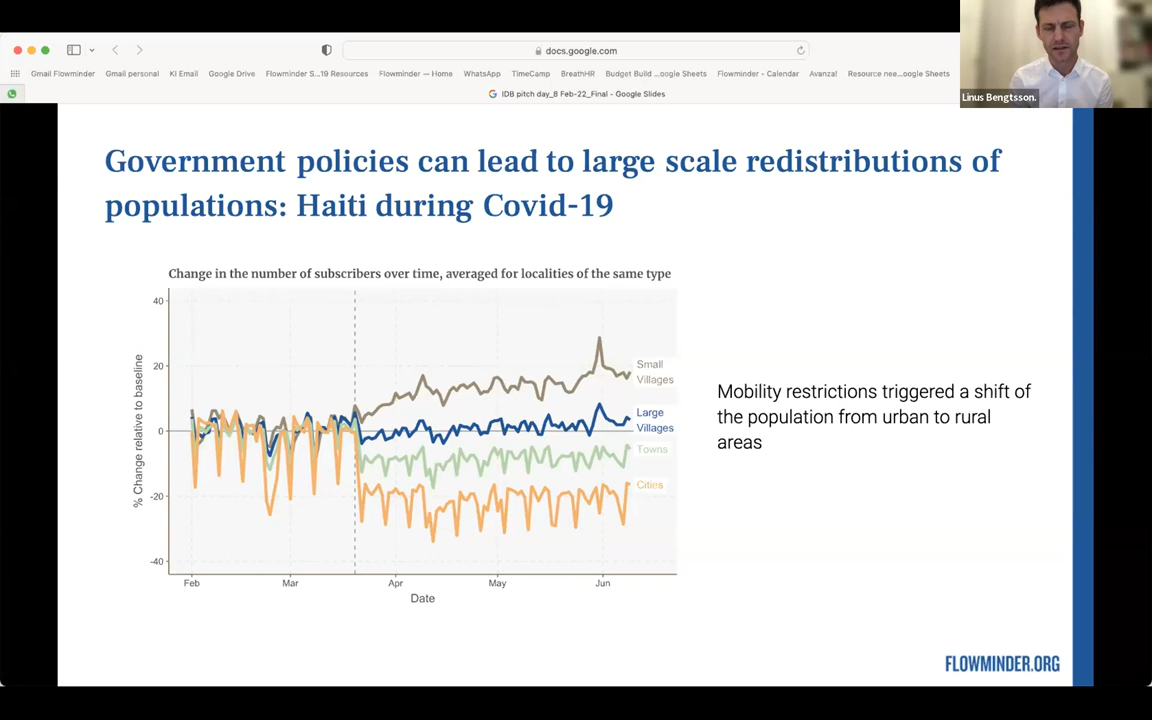 docs.google.com
Gmail Flowminder
Gmail personal
KI Email
Google Drive
Flowminder S...19 Resources
Flowminder — Home
WhatsApp
TimeCamp
BreathHR
Budget Build ...oogle Sheets
Flowminder - Calendar
Avanza!
Resource nee...oogle Sheets
IDB pitch day_8 Feb-22_Final - Google Slides
Linus Bengtsson.
Government policies can lead to large scale redistributions of
populations: Haiti during Covid-19
Change in the number of subscribers over time, averaged for localities of the same type
% Change relative to baseline
40
20
0
-20
-40
Small
Villages
Large
Villages
Towns
Cities
Feb
Mar
Apr
May
Jun
Date
Mobility restrictions triggered a shift of
the population from urban to rural
areas
FLOWMINDER.ORG